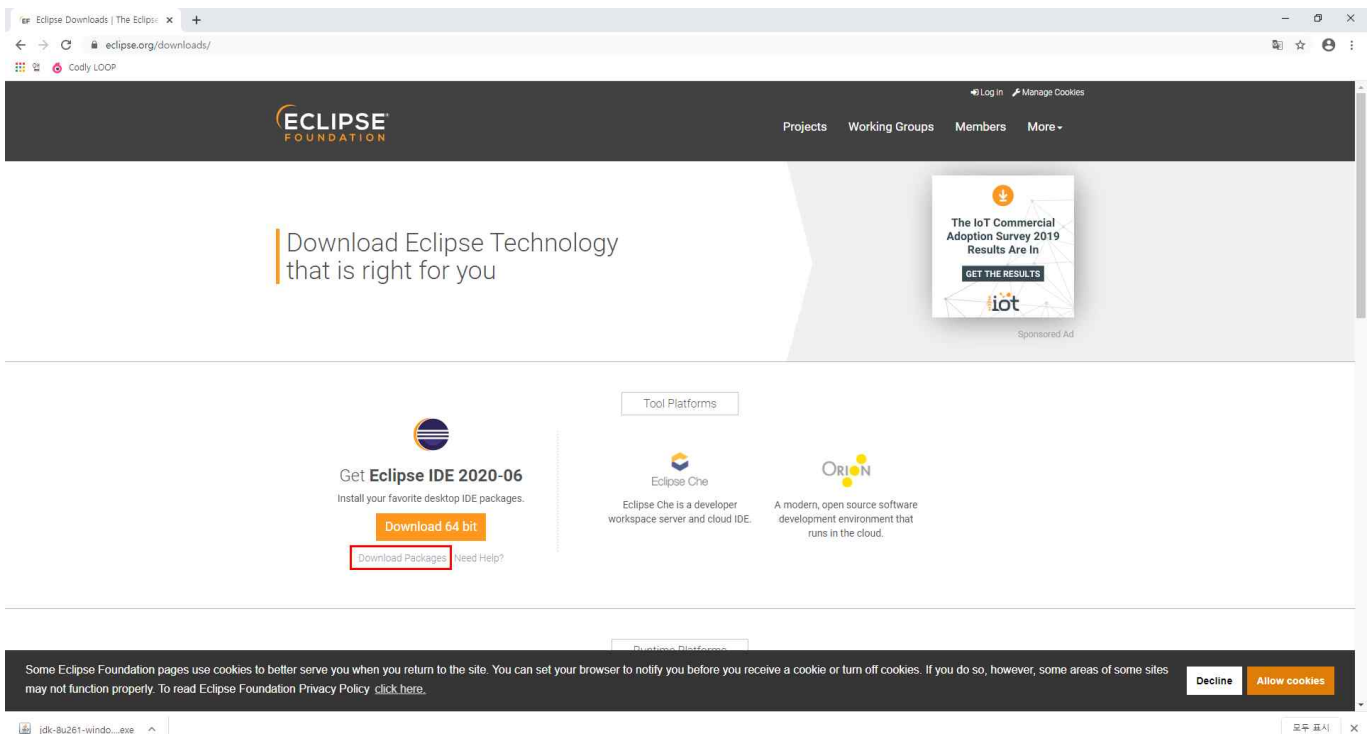 Eclipse Downloads | The Eclips
eclipse.org/downloads/
앱 Codly LOOP
Log in Manage Cookies
ECLIPSE
FOUNDATION
Projects Working Groups Members More
Download Eclipse Technology
that is right for you
The IoT Commercial
Adoption Survey 2019
Results Are In
GET THE RESULTS
iot
Sponsored Ad
Tool Platforms
Get Eclipse IDE 2020-06
Install your favorite desktop IDE packages.
Download 64 bit
Download Packages Need Help?
Eclipse Che
Eclipse Che is a developer
workspace server and cloud IDE.
ORION
A modern, open source software
development environment that
runs in the cloud.
Runtime Platforms
Some Eclipse Foundation pages use cookies to better serve you when you return to the site. You can set your browser to notify you before you receive a cookie or turn off cookies. If you do so, however, some areas of some sites
may not function properly. To read Eclipse Foundation Privacy Policy click here.
Decline Allow cookies
jdk-8u261-windo....exe
모두 표시